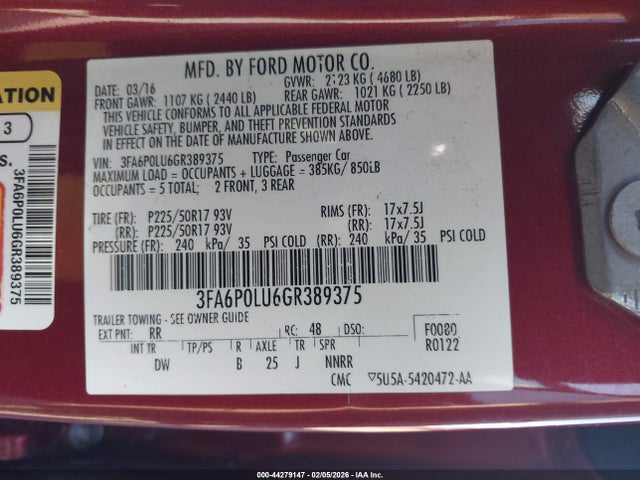 MFD. BY FORD MOTOR CO.
DATE: 03/16
GVWR: 2123 KG ( 4680 LB)
FRONT GAWR: 1107 KG ( 2440 LB)
REAR GAWR: 1021 KG ( 2250 LB)
THIS VEHICLE CONFORMS TO ALL APPLICABLE FEDERAL MOTOR
VEHICLE SAFETY, BUMPER, AND THEFT PREVENTION STANDARDS
IN EFFECT ON THE DATE OF MANUFACTURE SHOWN ABOVE.
VIN: 3FA6P0LU6GR389375 TYPE: Passenger Car
MAXIMUM LOAD = OCCUPANTS + LUGGAGE = 385KG/ 850LB
OCCUPANTS = 5 TOTAL; 2 FRONT, 3 REAR
TIRE (FR): P225/50R17 93V RIMS (FR): 17x7.5J
(RR): P225/50R17 93V (RR): 17x7.5J
PRESSURE (FR): 240 kPa/ 35 PSI COLD (RR): 240 kPa/ 35 PSI COLD
3FA6P0LU6GR389375
TRAILER TOWING - SEE OWNER GUIDE
EXT PNT: RR RC: 48 DSO: F0080
R0122
INT TR TP/PS R AXLE TR SPR
DW B 25 J NNRR
CMC ▽5U5A-5420472-AA
ATION
3
S.
3FA6P0LU6GR389375
000-44279147 - 02/05/2026 - IAA Inc.